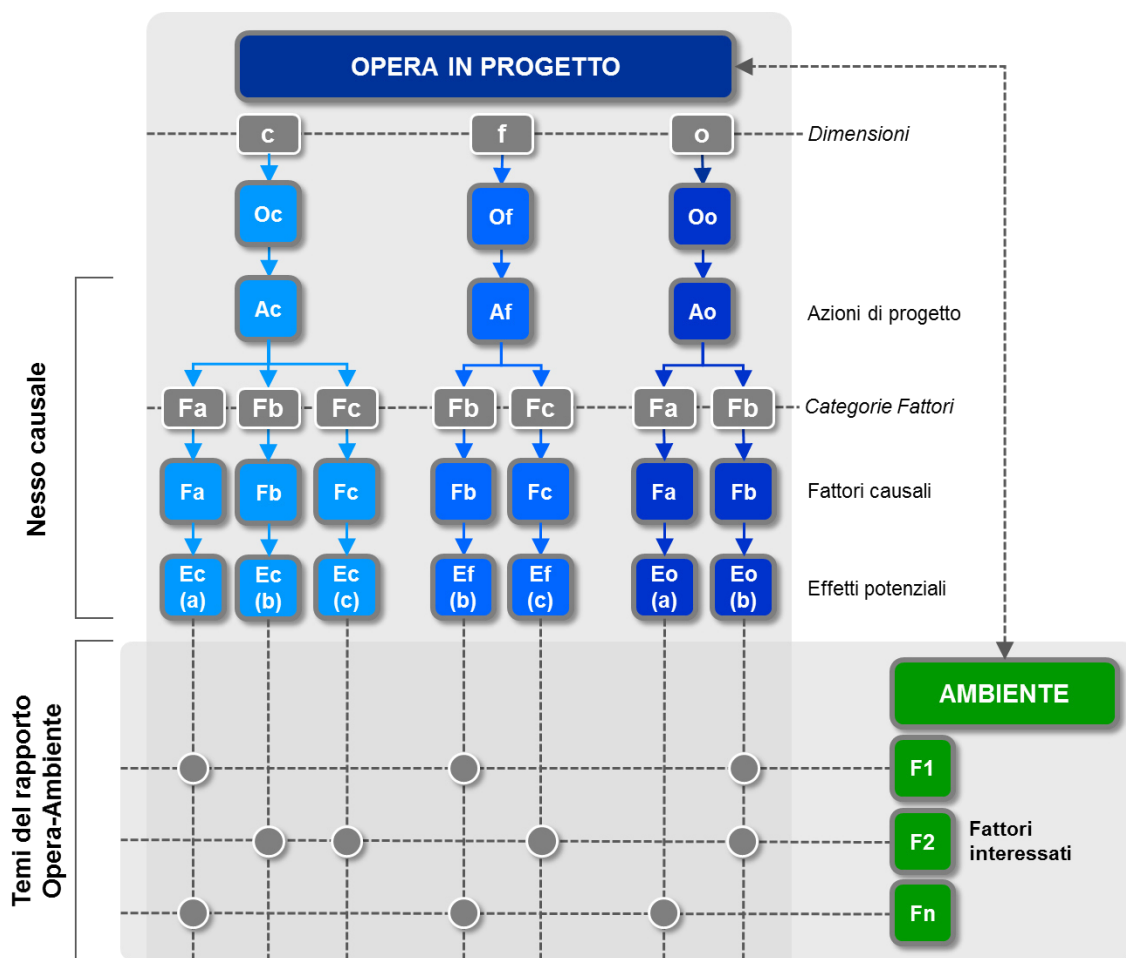 OPERA IN PROGETTO
c f o Dimensioni
Oc Of Oo
Ac Af Ao Azioni di progetto
Fa Fb Fc Fb Fc Fa Fb Categorie Fattori
Fa Fb Fc Fb Fc Fa Fb Fattori causali
Ec Ec Ec Ef Ef Eo Eo
(a) (b) (c) (b) (c) (a) (b)
Effetti potenziali
Nesso causale
Temi del rapporto
Opera-Ambiente
AMBIENTE
F1
F2
Fattori
interessati
Fn